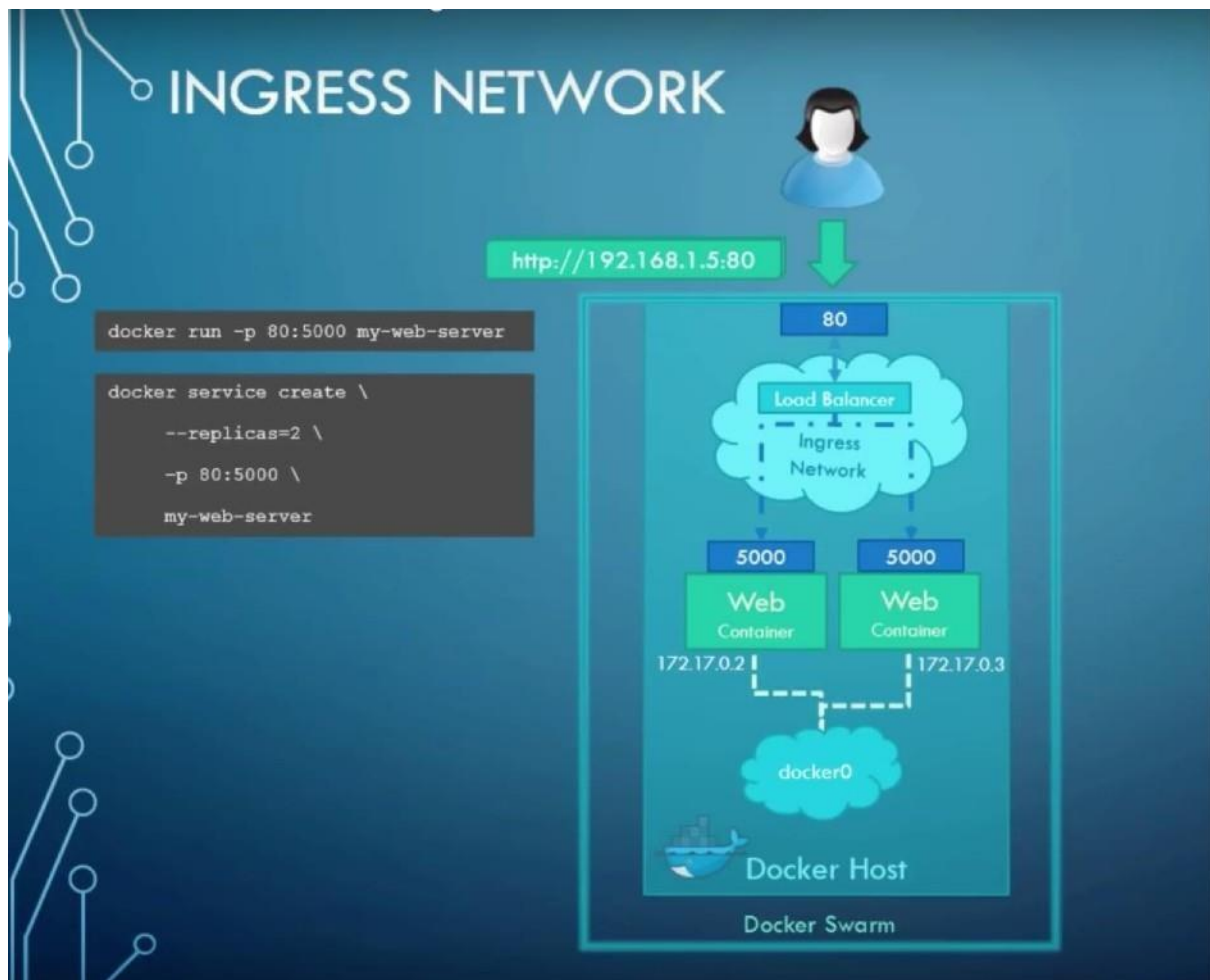 INGRESS NETWORK
http://192.168.1.5:80
docker run -p 80:5000 my-web-server
docker service create \
--replicas=2 \
-p 80:5000 \
my-web-server
80
Load Balancer
Ingress
Network
5000
5000
Web
Container
Web
Container
172.17.0.2
172.17.0.3
docker0
Docker Host
Docker Swarm